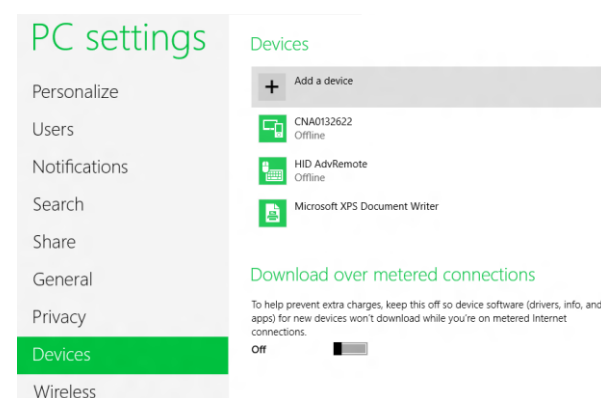 PC settings
Personalize
Users
Notifications
Search
Share
General
Privacy
Devices
Wireless
Devices
Add a device
CNA0132622
Offline
HID AdvRemote
Offline
Microsoft XPS Document Writer
Download over metered connections
To help prevent extra charges, keep this off so device software (drivers, info, and
apps) for new devices won't download while you're on metered Internet
connections.
Off